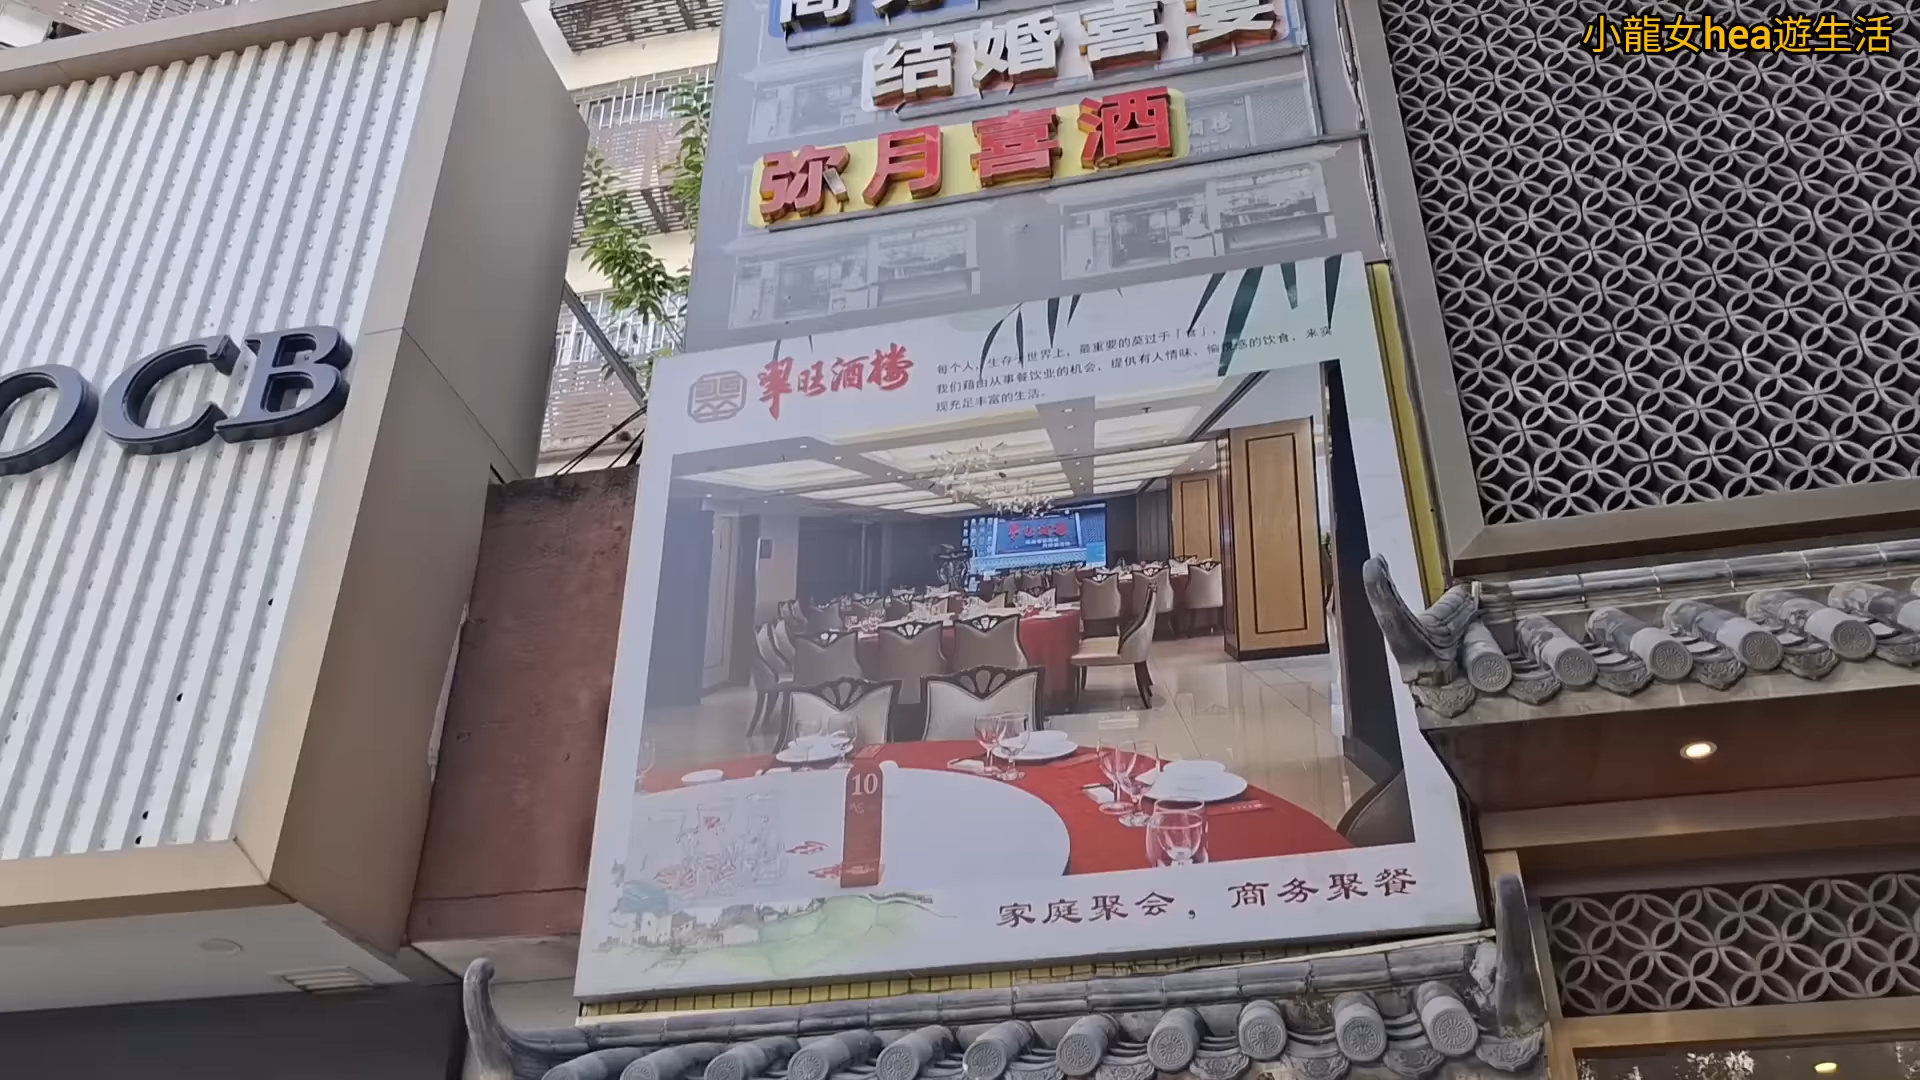 小龍女hea遊生活
结婚喜宴
弥月喜酒
OCB
翠旺酒楼
每个人，生存于世界上，最重要的莫过于「食」，
我们藉由从事餐饮业的机会，提供有人情味、愉悦感的饮食，来实
现充足丰富的生活。
10
家庭聚会，商务聚餐